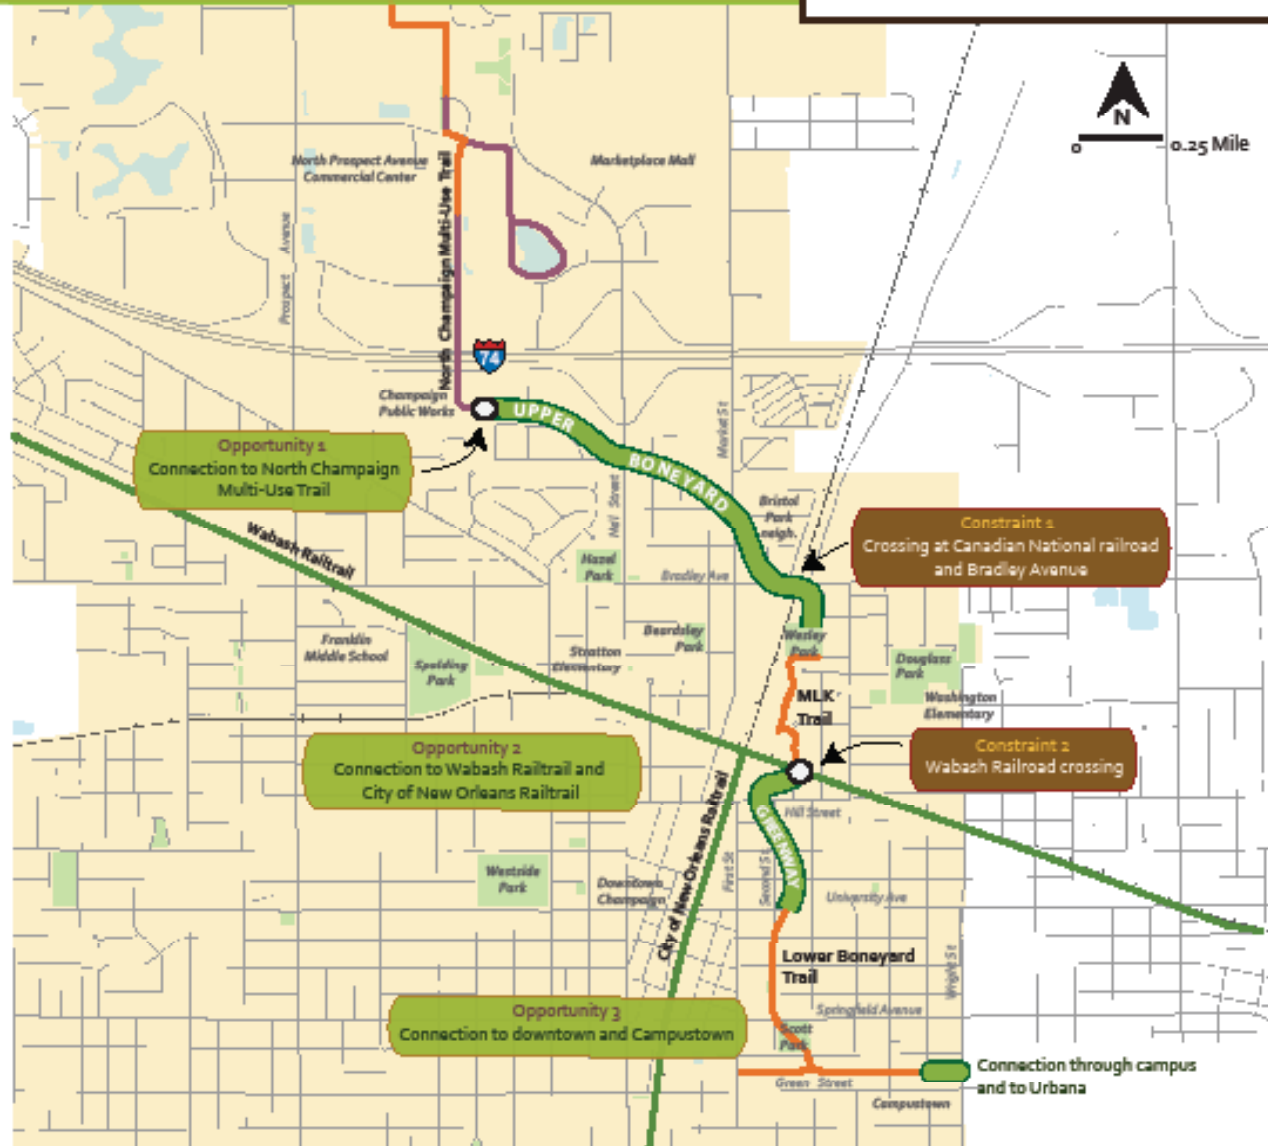 N
0
0.25 Mile
North Prospect Avenue
Commercial Center
Marketplace Mall
North Champaign Multi-Use Trail
Prospect Avenue
74
Champaign
Public Works
UPPER
BONEYARD
Market St
Opportunity 1
Connection to North Champaign
Multi-Use Trail
Neil Street
Bristol
Park
neigh.
Constraint 1
Crossing at Canadian National railroad
and Bradley Avenue
Wabash Railtrail
Hazel
Park
Bradley Ave
Franklin
Middle School
Beardsley
Park
Wesley
Park
Spalding
Park
Stratton
Elementary
Douglass
Park
MLK
Trail
Washington
Elementary
Opportunity 2
Connection to Wabash Railtrail and
City of New Orleans Railtrail
Constraint 2
Wabash Railroad crossing
City of New Orleans Railtrail
GREENWAY
Hill Street
First St
Second St
Westside
Park
Downtown
Champaign
University Ave
Lower Boneyard
Trail
Wright St
Opportunity 3
Connection to downtown and Campustown
Springfield Avenue
Scott
Park
Green Street
Connection through campus
and to Urbana
Campustown